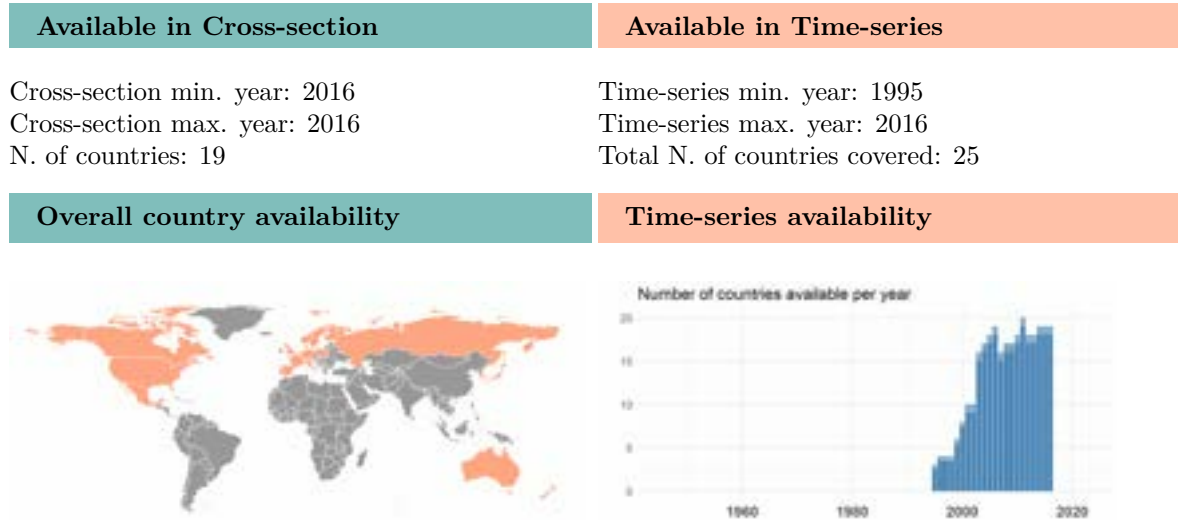 Available in Cross-section
Available in Time-series
Cross-section min. year: 2016
Cross-section max. year: 2016
N. of countries: 19
Time-series min. year: 1995
Time-series max. year: 2016
Total N. of countries covered: 25
Overall country availability
Time-series availability
Number of countries available per year
20
15
10
5
0
1960 1980 2000 2020